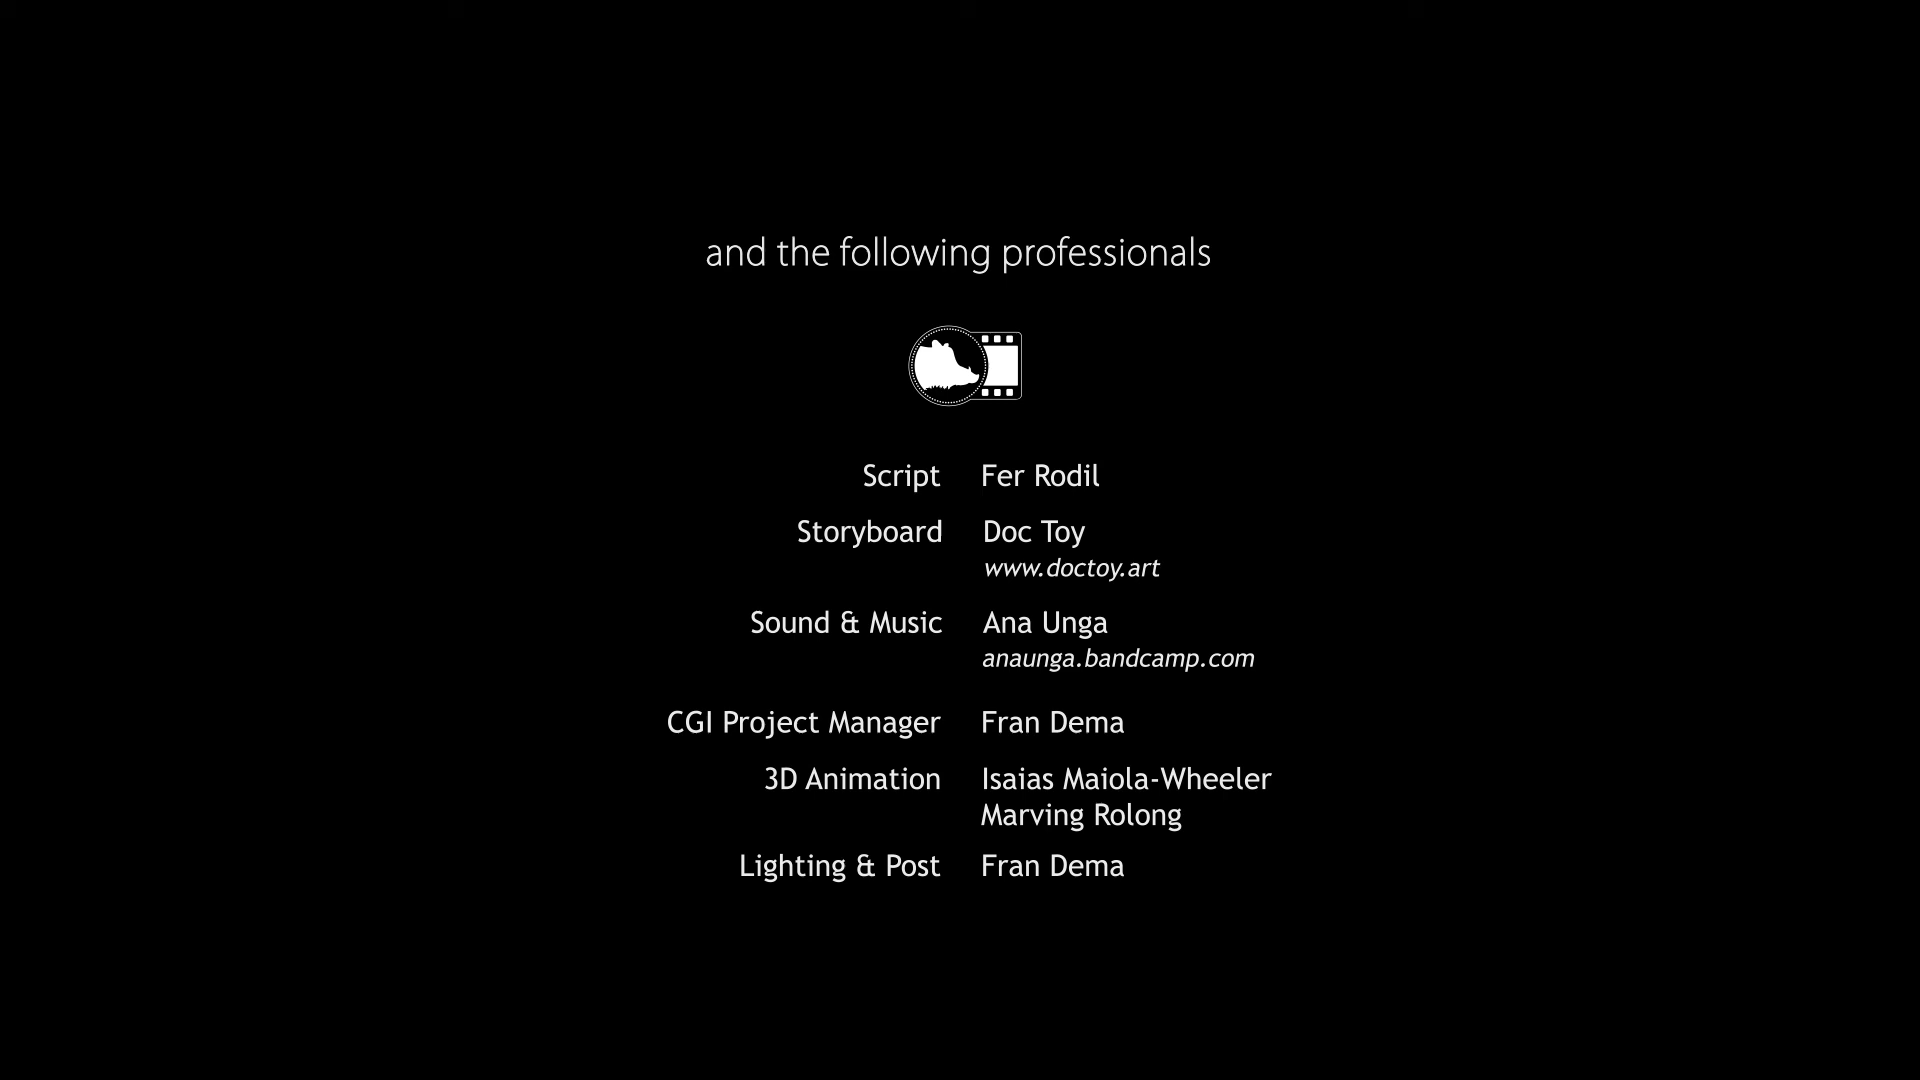 and the following professionals
Script Fer Rodil
Storyboard Doc Toy
www.doctoy.art
Sound & Music Ana Unga
anaunga.bandcamp.com
CGI Project Manager Fran Dema
3D Animation Isaias Maiola-Wheeler
Marving Rolong
Lighting & Post Fran Dema